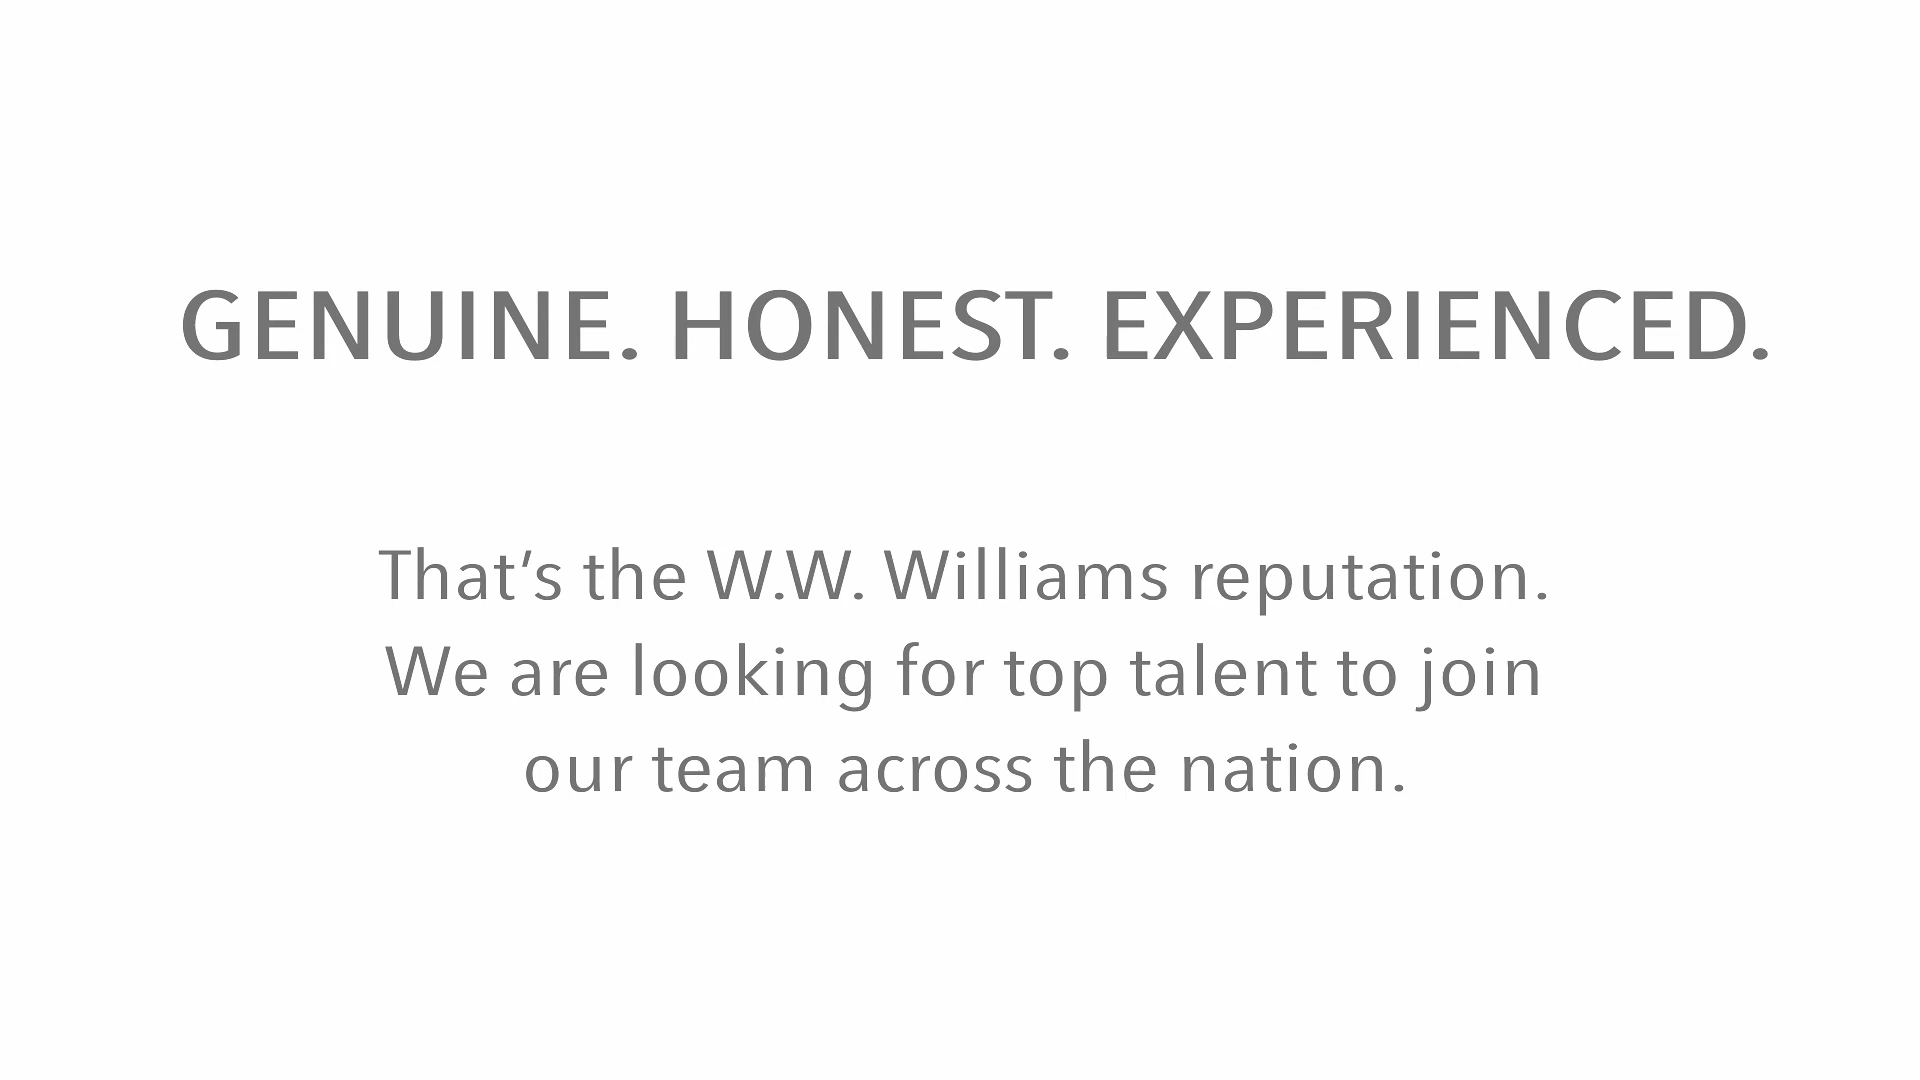 GENUINE. HONEST. EXPERIENCED.
That’s the W.W. Williams reputation.
We are looking for top talent to join
our team across the nation.